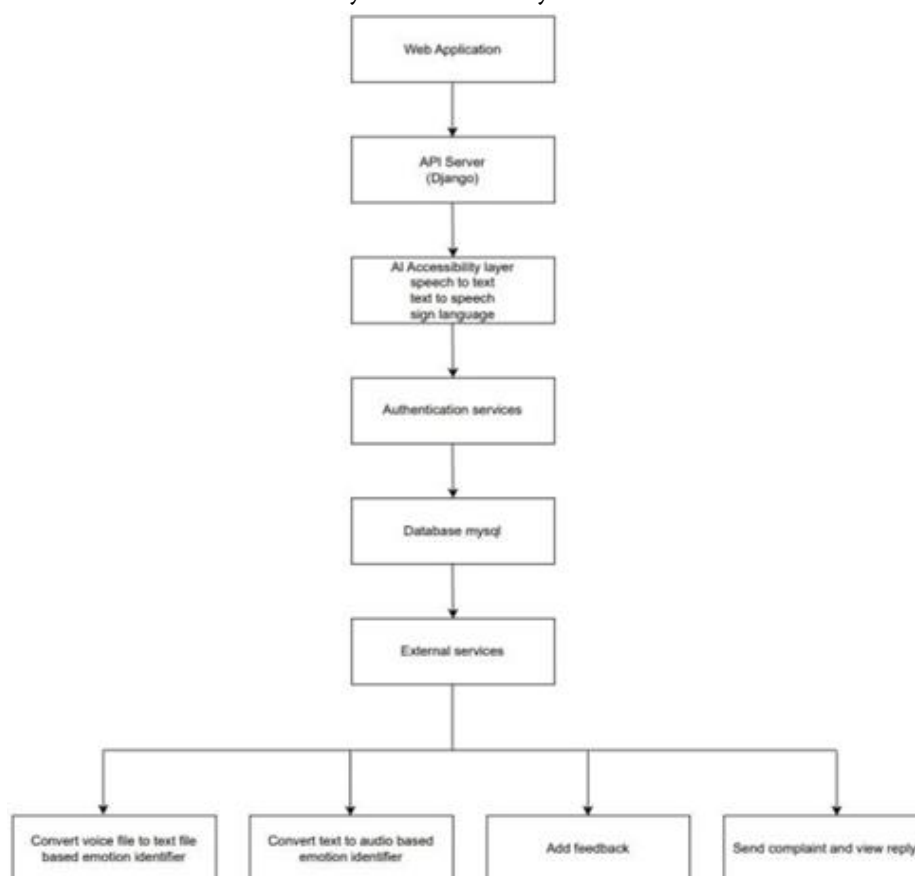 Web Application
API Server
(Django)
AI Accessibility layer
speech to text
text to speech
sign language
Authentication services
Database mysql
External services
Convert voice file to text file
based emotion identifier
Convert text to audio based
emotion identifier
Add feedback
Send complaint and view reply